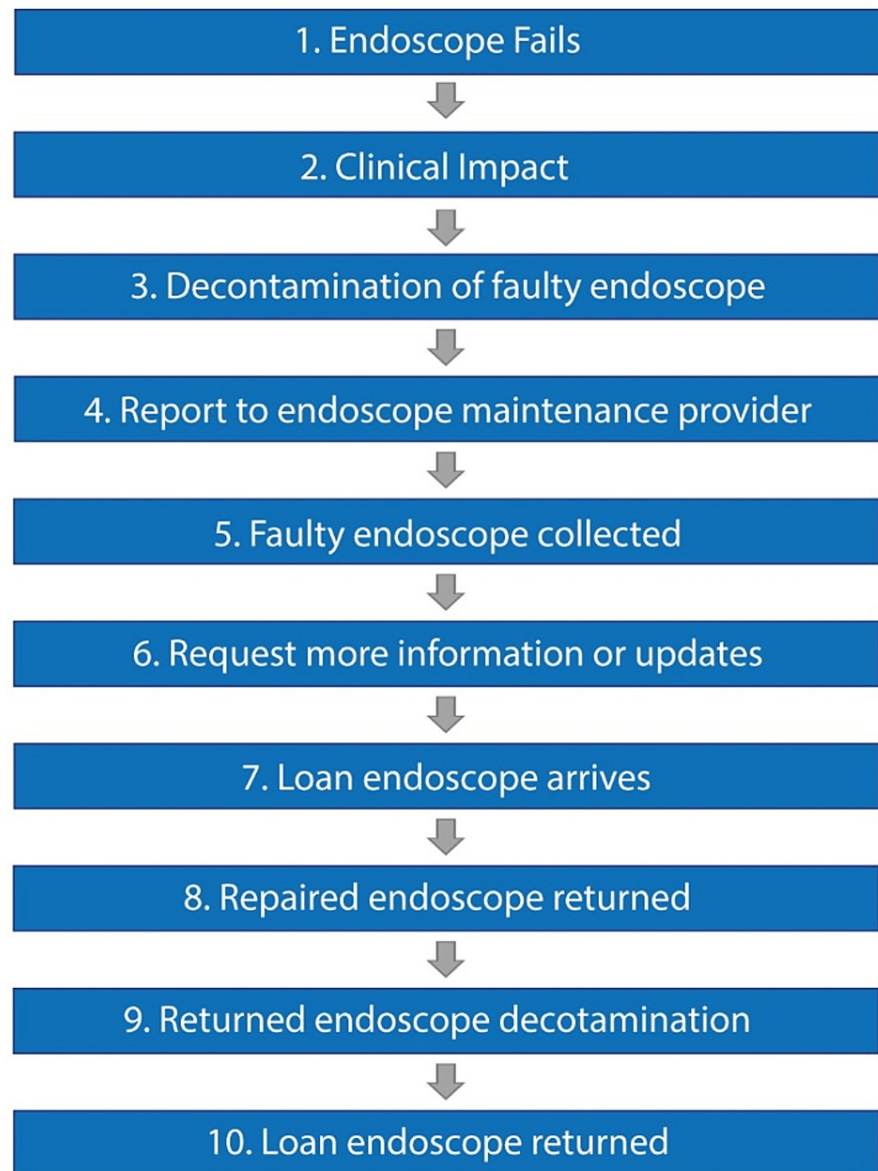 1. Endoscope Fails
2. Clinical Impact
3. Decontamination of faulty endoscope
4. Report to endoscope maintenance provider
5. Faulty endoscope collected
6. Request more information or updates
7. Loan endoscope arrives
8. Repaired endoscope returned
9. Returned endoscope decotamination
10. Loan endoscope returned